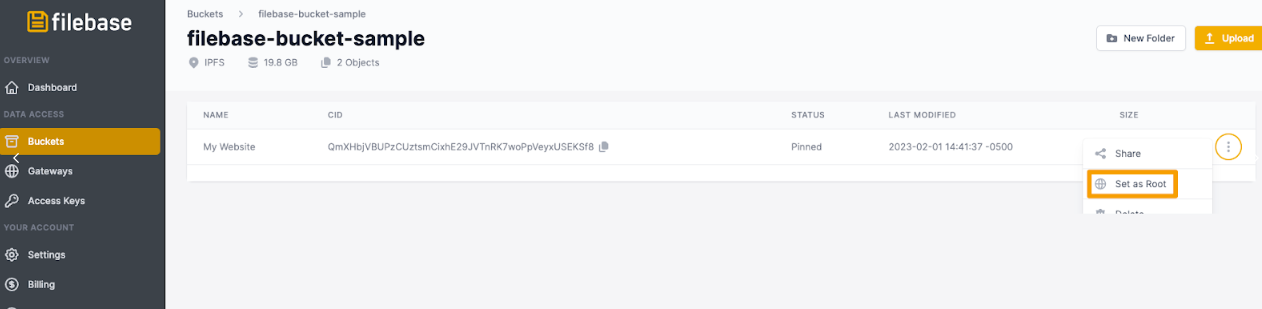 filebase
OVERVIEW
Dashboard
DATA ACCESS
Buckets
Gateways
Access Keys
YOUR ACCOUNT
Settings
Billing
Buckets > filebase-bucket-sample
filebase-bucket-sample
IPFS 19.8 GB 2 Objects
New Folder Upload
NAME CID STATUS LAST MODIFIED SIZE
My Website QmXHbjVBUPzCUztsmCixhE29JVTnRK7woPpVeyxUSEKSf8 Pinned 2023-02-01 14:41:37 -0500
Share
Set as Root
Delete